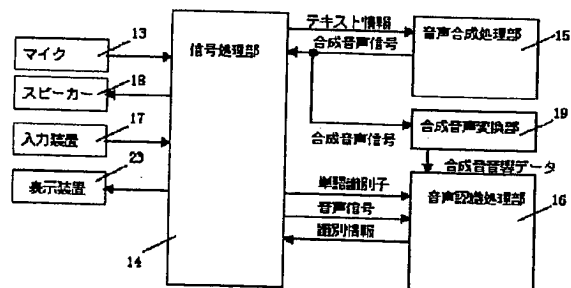 13
マイク
18
スピーカー
17
入力装置
23
表示装置
信号処理部
14
テキスト情報
合成音声信号
合成音声信号
音声合成処理部
15
合成音声変換部
19
合成音音響データ
単語識別子
音声信号
識別情報
音声認識処理部
16